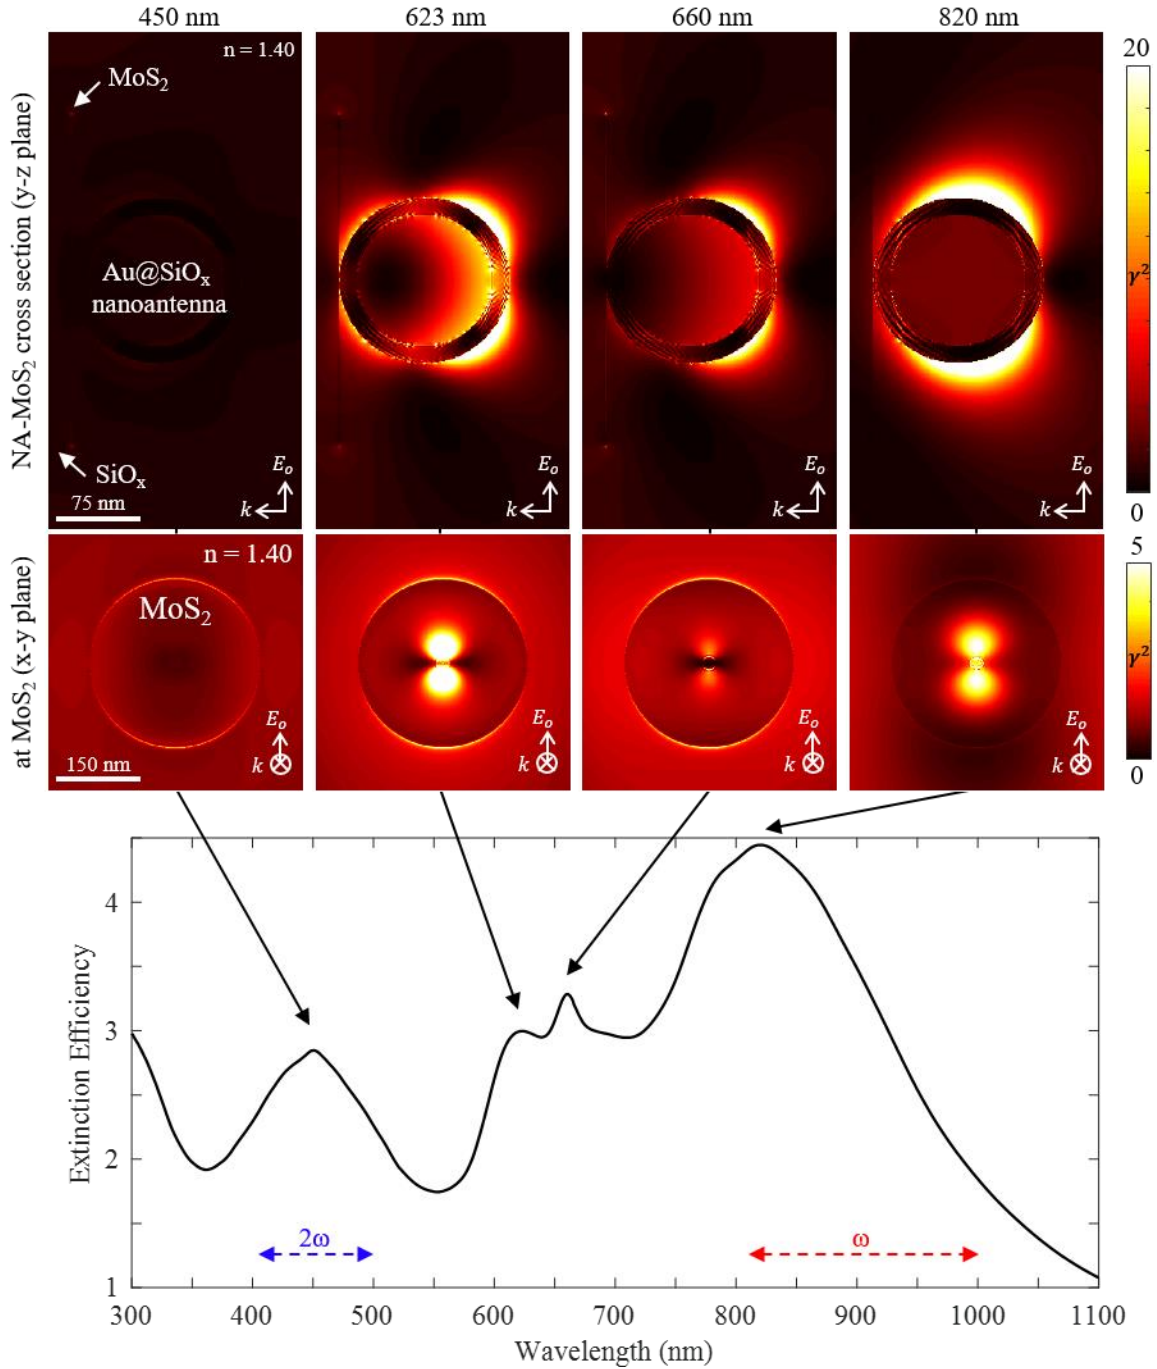 450 nm 623 nm 660 nm 820 nm
NA-MoS₂ cross section (y-z plane)
n = 1.40
MoS₂
Au@SiOₓ
nanoantenna
SiOₓ
75 nm
Eₒ
k
Eₒ
k
Eₒ
k
Eₒ
k
20
γ²
0
at MoS₂ (x-y plane)
n = 1.40
MoS₂
150 nm
Eₒ
k
Eₒ
k
Eₒ
k
Eₒ
k
5
γ²
0
Extinction Efficiency
4
3
2
1
2ω
ω
300 400 500 600 700 800 900 1000 1100
Wavelength (nm)